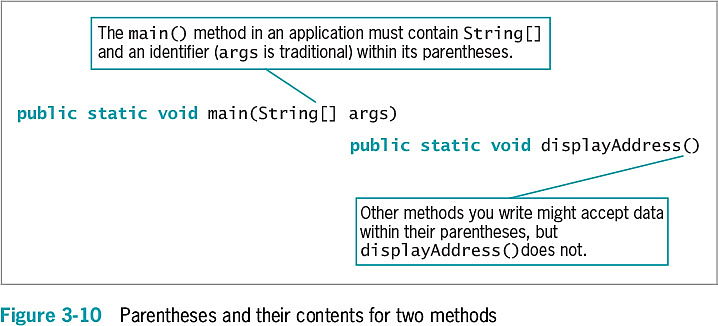 The main() method in an application must contain String[]
and an identifier (args is traditional) within its parentheses.
public static void main(String[] args)
public static void displayAddress()
Other methods you write might accept data
within their parentheses, but
displayAddress()does not.
Figure 3-10 Parentheses and their contents for two methods